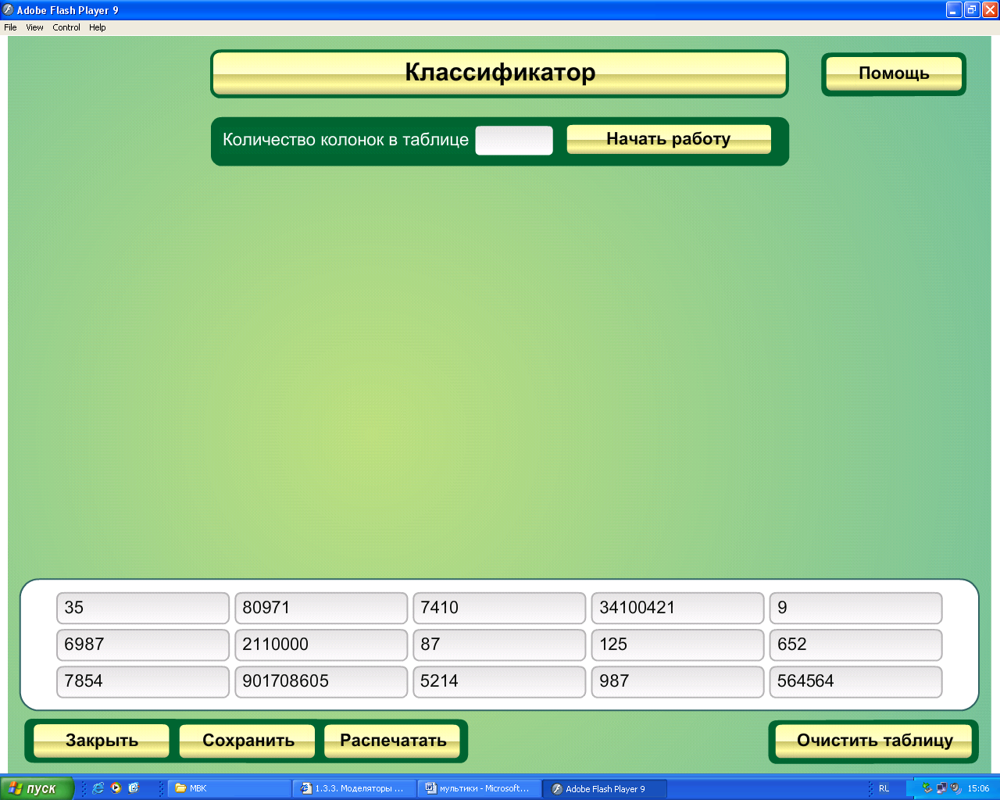 Adobe Flash Player 9
File View Control Help
Классификатор
Помощь
Количество колонок в таблице
Начать работу
35 80971 7410 34100421 9
6987 2110000 87 125 652
7854 901708605 5214 987 564564
Закрыть Сохранить Распечатать Очистить таблицу
пуск МВК 1.3.3. Моделяторы ... мультики - Microsoft... Adobe Flash Player 9 RL 15:06